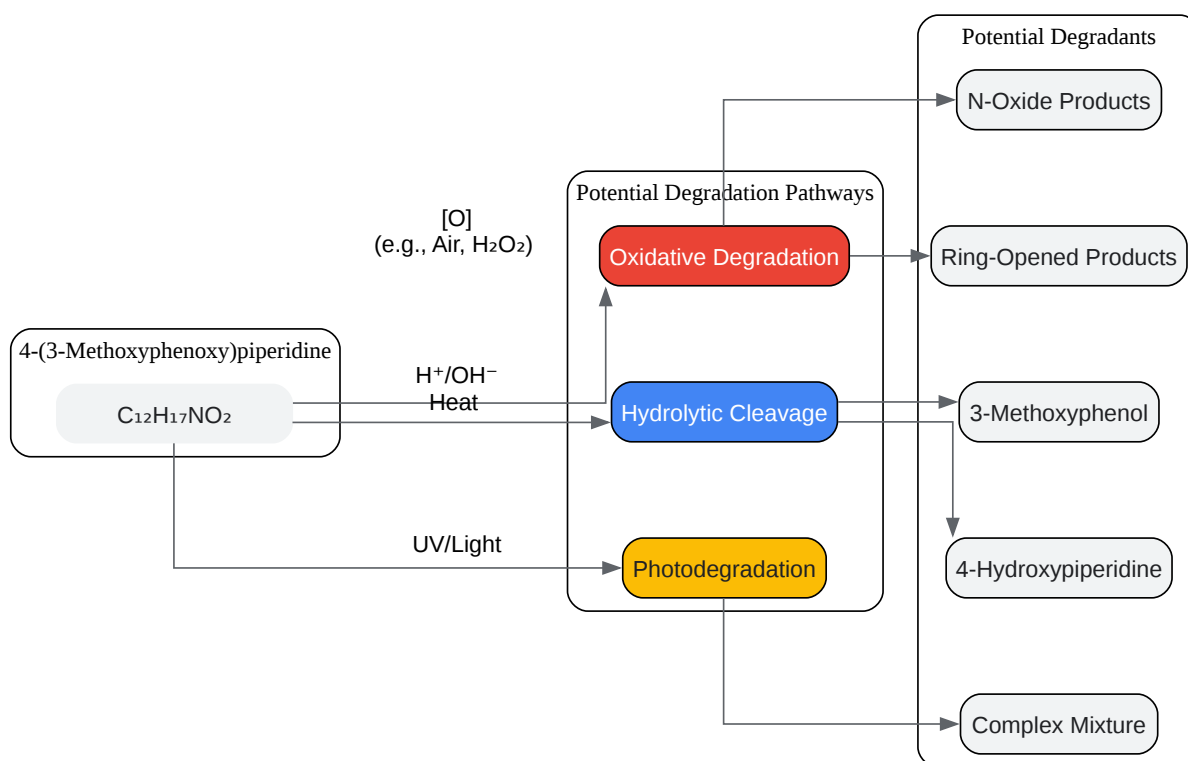 Potential Degradants
N-Oxide Products
Potential Degradation Pathways
[O]
(e.g., Air, H₂O₂)
Oxidative Degradation
Ring-Opened Products
4-(3-Methoxyphenoxy)piperidine
C₁₂H₁₇NO₂
H⁺/OH⁻
Heat
Hydrolytic Cleavage
3-Methoxyphenol
UV/Light
Photodegradation
4-Hydroxypiperidine
Complex Mixture